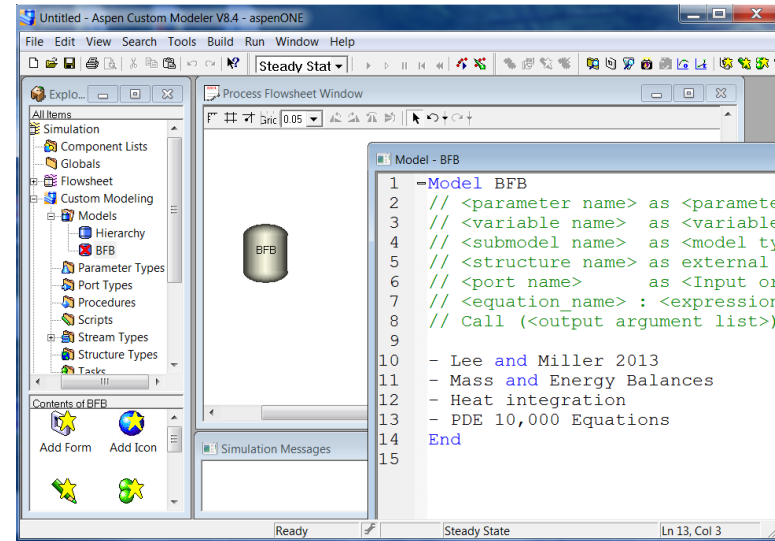 Untitled - Aspen Custom Modeler V8.4 - aspenONE
File Edit View Search Tools Build Run Window Help
Steady Stat
Explo...
All Items
Simulation
Component Lists
Globals
Flowsheet
Custom Modeling
Models
Hierarchy
BFB
Parameter Types
Port Types
Procedures
Scripts
Stream Types
Structure Types
Tasks
Contents of BFB
Add Form Add Icon
Process Flowsheet Window
Gric 0.05
BFB
Simulation Messages
Model - BFB
1 Model BFB
2 // <parameter name> as <paramete
3 // <variable name> as <variable
4 // <submodel name> as <model ty
5 // <structure name> as external
6 // <port name> as <Input or
7 // <equation_name> : <expression
8 // Call (<output argument list>)
9
10 - Lee and Miller 2013
11 - Mass and Energy Balances
12 - Heat integration
13 - PDE 10,000 Equations
14 End
15
Ready Steady State Ln 13, Col 3